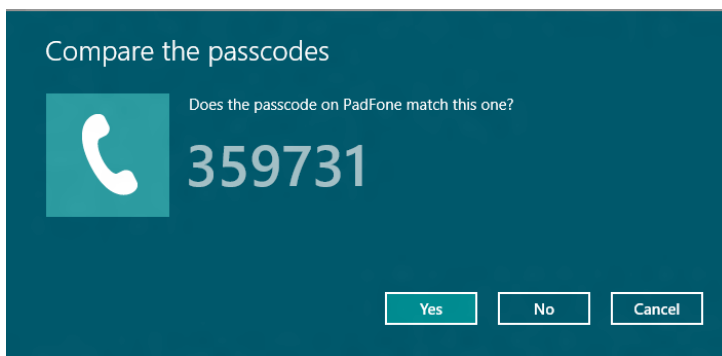 Compare the passcodes
Does the passcode on PadFone match this one?
359731
Yes No Cancel